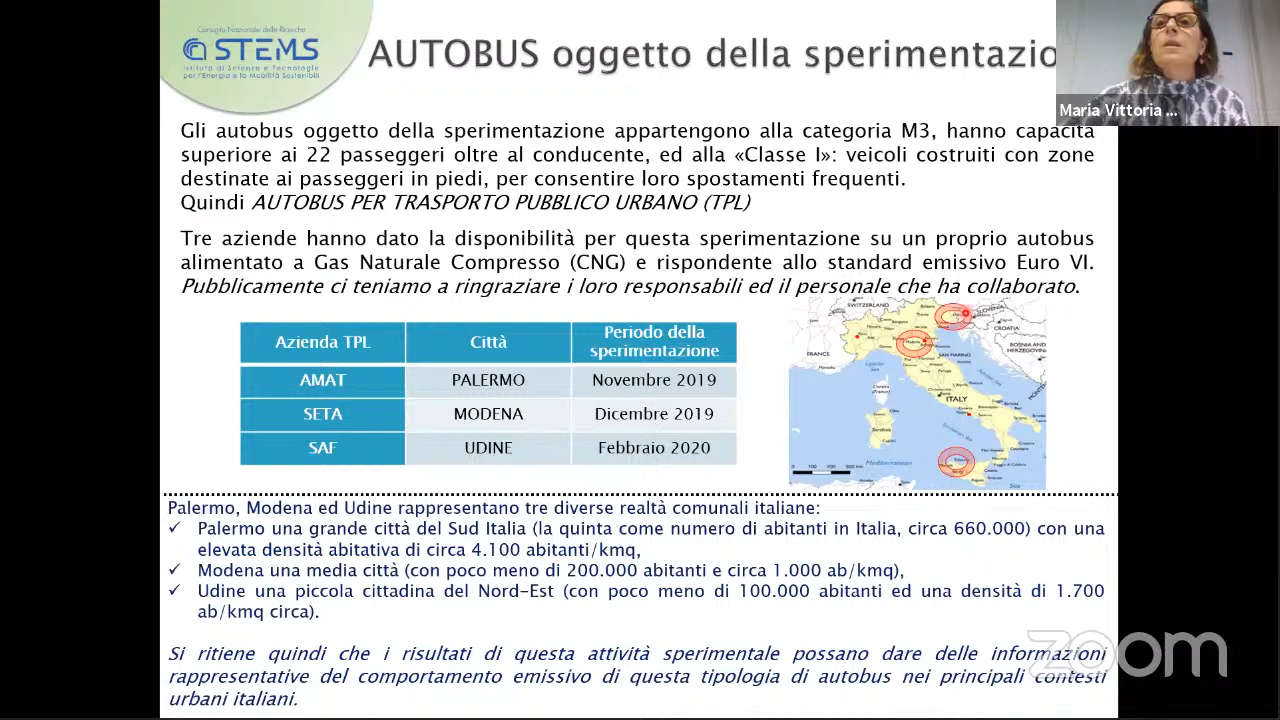 Consiglio Nazionale delle Ricerche
STEMS
Istituto di Scienze e Tecnologie
per l'Energia e la Mobilità Sostenibili
AUTOBUS oggetto della sperimentazio
Maria Vittoria ...
Gli autobus oggetto della sperimentazione appartengono alla categoria M3, hanno capacità
superiore ai 22 passeggeri oltre al conducente, ed alla «Classe I»: veicoli costruiti con zone
destinate ai passeggeri in piedi, per consentire loro spostamenti frequenti.
Quindi AUTOBUS PER TRASPORTO PUBBLICO URBANO (TPL)
Tre aziende hanno dato la disponibilità per questa sperimentazione su un proprio autobus
alimentato a Gas Naturale Compresso (CNG) e rispondente allo standard emissivo Euro VI.
Pubblicamente ci teniamo a ringraziare i loro responsabili ed il personale che ha collaborato.
Azienda TPL Città Periodo della
sperimentazione
AMAT PALERMO Novembre 2019
SETA MODENA Dicembre 2019
SAF UDINE Febbraio 2020
SWITZERLAND
SLOVENIA
CROATIA
BOSNIA AND
HERZEGOVINA
FRANCE
SAN MARINO
ITALY
Mediterranean
Palermo, Modena ed Udine rappresentano tre diverse realtà comunali italiane:
✓ Palermo una grande città del Sud Italia (la quinta come numero di abitanti in Italia, circa 660.000) con una
elevata densità abitativa di circa 4.100 abitanti/kmq,
✓ Modena una media città (con poco meno di 200.000 abitanti e circa 1.000 ab/kmq),
✓ Udine una piccola cittadina del Nord-Est (con poco meno di 100.000 abitanti ed una densità di 1.700
ab/kmq circa).
Si ritiene quindi che i risultati di questa attività sperimentale possano dare delle informazioni
rappresentative del comportamento emissivo di questa tipologia di autobus nei principali contesti
urbani italiani.
zoom